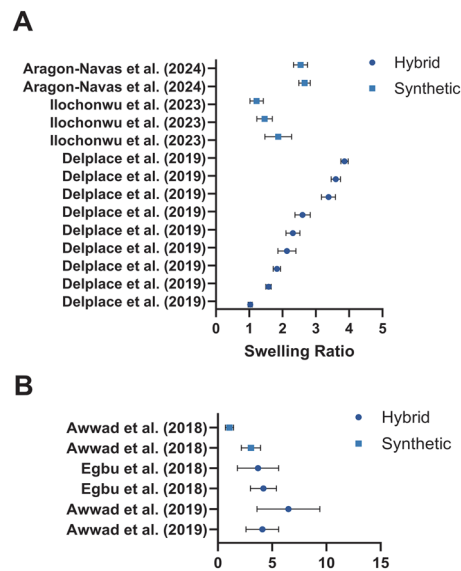 A
Hybrid
Synthetic
Aragon-Navas et al. (2024)
Aragon-Navas et al. (2024)
Ilochonwu et al. (2023)
Ilochonwu et al. (2023)
Ilochonwu et al. (2023)
Delplace et al. (2019)
Delplace et al. (2019)
Delplace et al. (2019)
Delplace et al. (2019)
Delplace et al. (2019)
Delplace et al. (2019)
Delplace et al. (2019)
Delplace et al. (2019)
Delplace et al. (2019)
0 1 2 3 4 5
Swelling Ratio
B
Hybrid
Synthetic
Awwad et al. (2018)
Awwad et al. (2018)
Egbu et al. (2018)
Egbu et al. (2018)
Awwad et al. (2019)
Awwad et al. (2019)
0 5 10 15